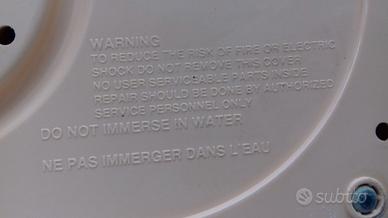 WARNING
TO REDUCE THE RISK OF FIRE OR ELECTRIC
SHOCK DO NOT REMOVE THIS COVER
NO USER SERVICEABLE PARTS INSIDE
REPAIR SHOULD BE DONE BY AUTHORIZED
SERVICE PERSONNEL ONLY
DO NOT IMMERSE IN WATER
NE PAS IMMERGER DANS L'EAU
subito